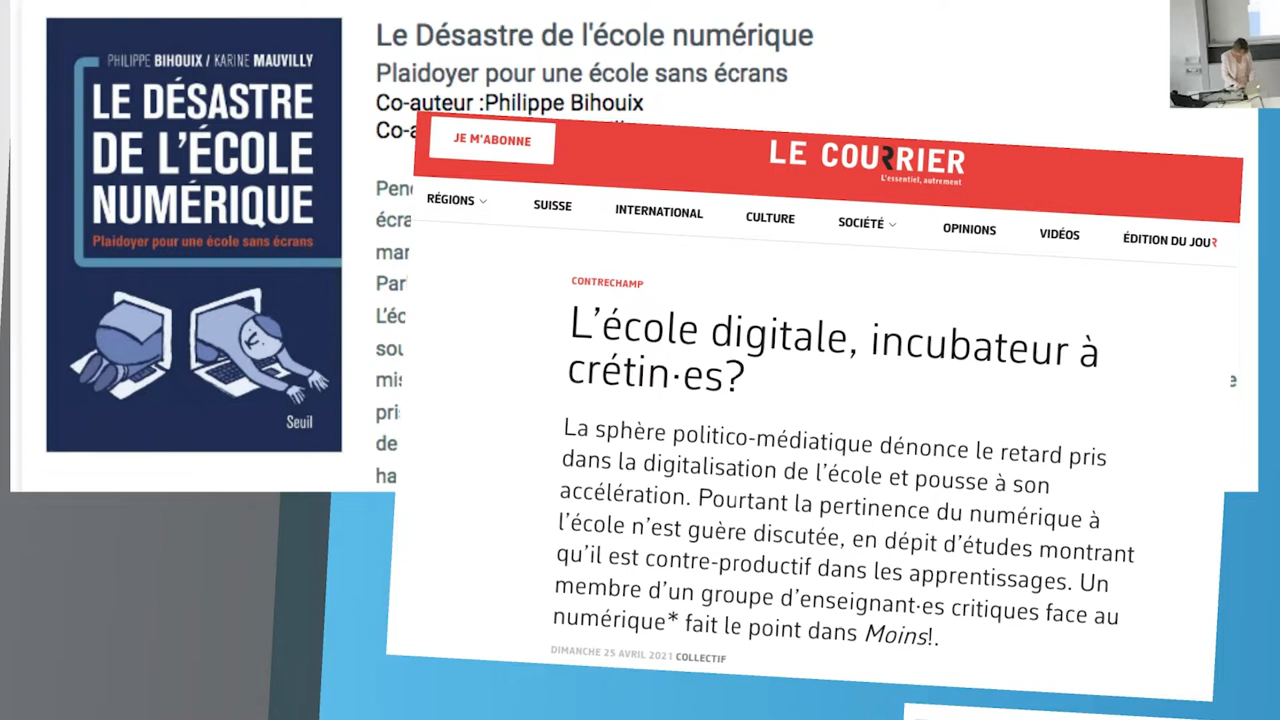 PHILIPPE BIHOUIX / KARINE MAUVILLY
LE DÉSASTRE
DE L'ÉCOLE
NUMÉRIQUE
Plaidoyer pour une école sans écrans
Seuil
Le Désastre de l'école numérique
Plaidoyer pour une école sans écrans
Co-auteur :Philippe Bihouix
JE M'ABONNE
LE COURRIER
L'essentiel, autrement
RÉGIONS
SUISSE
INTERNATIONAL
CULTURE
SOCIÉTÉ
OPINIONS
VIDÉOS
ÉDITION DU JOUR
CONTRECHAMP
L'école digitale, incubateur à
crétin·es?
La sphère politico-médiatique dénonce le retard pris
dans la digitalisation de l'école et pousse à son
accélération. Pourtant la pertinence du numérique à
l'école n'est guère discutée, en dépit d'études montrant
qu'il est contre-productif dans les apprentissages. Un
membre d'un groupe d'enseignant·es critiques face au
numérique* fait le point dans Moins!.
DIMANCHE 25 AVRIL 2021 COLLECTIF